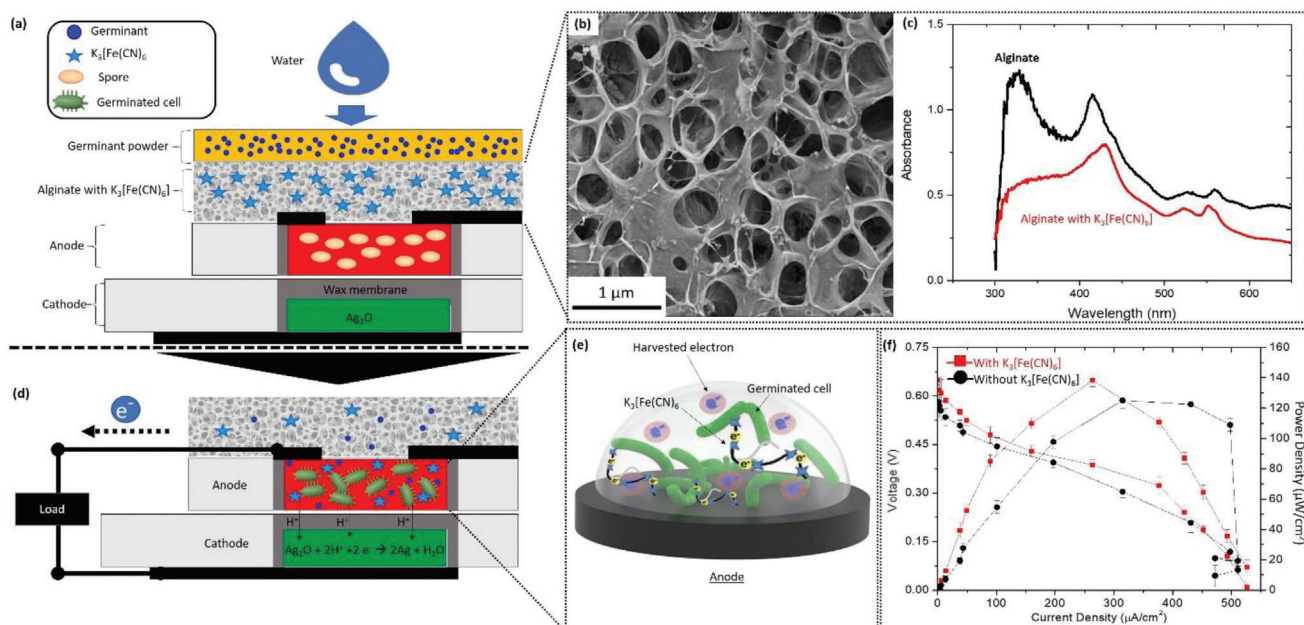 (a)
Germinant
K₃[Fe(CN)₆
Spore
Germinated cell
Water
Germinant powder
Alginate with K₃[Fe(CN)₆]
Anode
Cathode
Wax membrane
Ag₂O
(b)
1 µm
(c)
1.5
1.0
0.5
0.0
Absorbance
Alginate
Alginate with K₃[Fe(CN)₆]
300
400
500
600
Wavelength (nm)
(d)
e⁻
Load
Anode
H⁺
H⁺
H⁺
Cathode
Ag₂O + 2H⁺ +2 e⁻ → 2Ag + H₂O
(e)
Harvested electron
Germinated cell
K₃[Fe(CN)₆
e⁻
e⁻
e⁻
Anode
(f)
With K₃[Fe(CN)₆]
Without K₃[Fe(CN)₆]
0.75
0.60
0.45
0.30
0.15
0.00
Voltage (V)
160
140
120
100
80
60
40
20
0
Power Density (µW/cm²)
0
100
200
300
400
500
600
Current Density (µA/cm²)